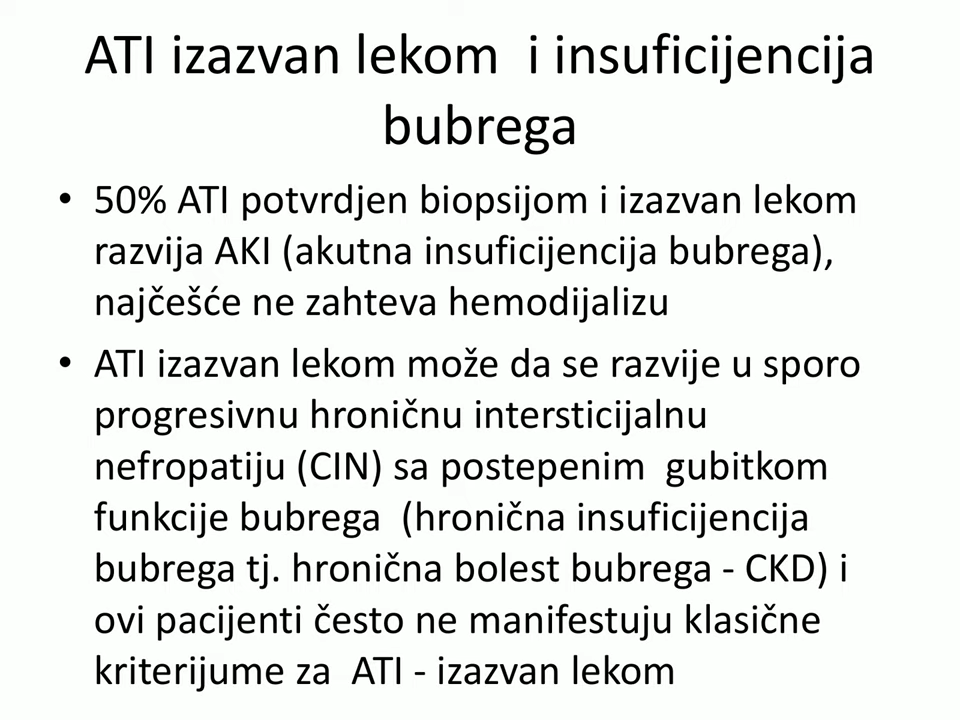 ATI izazvan lekom  i insuficijencija
bubrega
• 50% ATI potvrdjen biopsijom i izazvan lekom
razvija AKI (akutna insuficijencija bubrega),
najčešće ne zahteva hemodijalizu
• ATI izazvan lekom može da se razvije u sporo
progresivnu hroničnu intersticijalnu
nefropatiju (CIN) sa postepenim  gubitkom
funkcije bubrega  (hronična insuficijencija
bubrega tj. hronična bolest bubrega - CKD) i
ovi pacijenti često ne manifestuju klasične
kriterijume za  ATI - izazvan lekom